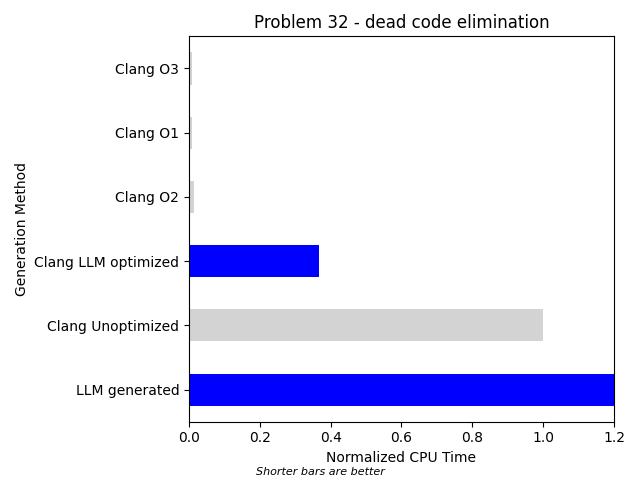 Problem 32 - dead code elimination
Clang O3
Clang O1
Clang O2
Clang LLM optimized
Clang Unoptimized
LLM generated
Generation Method
0.0 0.2 0.4 0.6 0.8 1.0 1.2
Normalized CPU Time
Shorter bars are better